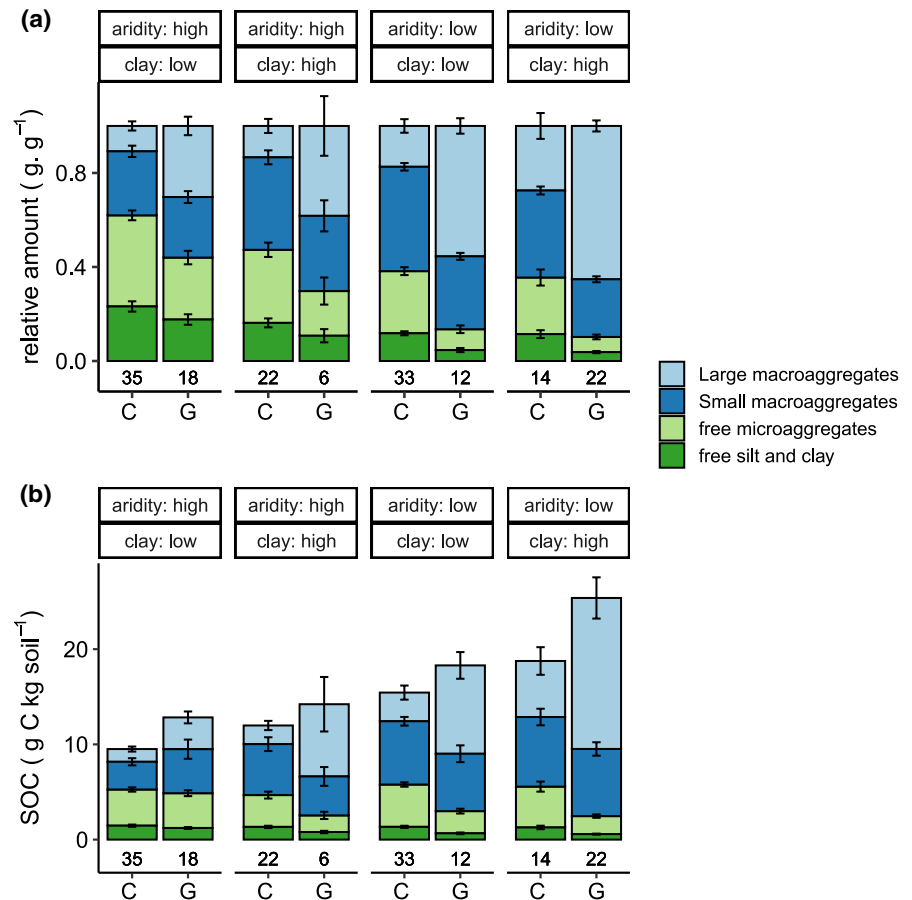 (a)
aridity: high aridity: high aridity: low aridity: low
clay: low clay: high clay: low clay: high
relative amount ( g. g⁻¹)
0.8
0.4
0.0
35 18 22 6 33 12 14 22
C G C G C G C G
Large macroaggregates
Small macroaggregates
free microaggregates
free silt and clay
(b)
aridity: high aridity: high aridity: low aridity: low
clay: low clay: high clay: low clay: high
SOC ( g C kg soil⁻¹)
20
10
0
35 18 22 6 33 12 14 22
C G C G C G C G